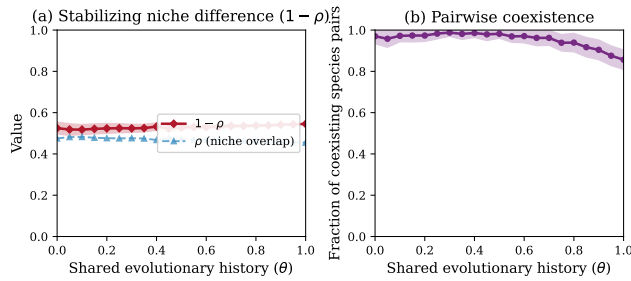 (a) Stabilizing niche difference (1 − ρ)
(b) Pairwise coexistence
Value
1.0
0.8
0.6
0.4
0.2
0.0
1 − ρ
ρ (niche overlap)
0.0 0.2 0.4 0.6 0.8 1.0
Shared evolutionary history (θ)
Fraction of coexisting species pairs
1.0
0.8
0.6
0.4
0.2
0.0
0.0 0.2 0.4 0.6 0.8 1.0
Shared evolutionary history (θ)